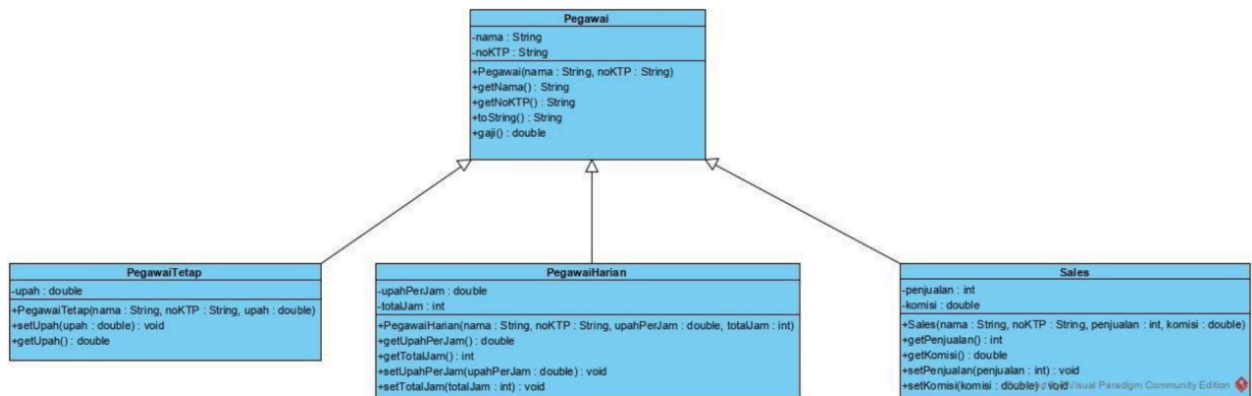 Pegawai
-nama : String
-noKTP : String
+Pegawai(nama : String, noKTP : String)
+getNama() : String
+getNoKTP() : String
+toString() : String
+gaji() : double
PegawaiTetap
-upah : double
+PegawaiTetap(nama : String, noKTP : String, upah : double)
+setUpah(upah : double) : void
+getUpah() : double
PegawaiHarian
-upahPerJam : double
-totalJam : int
+PegawaiHarian(nama : String, noKTP : String, upahPerJam : double, totalJam : int)
+getUpahPerJam() : double
+getTotalJam() : int
+setUpahPerJam(upahPerJam : double) : void
+setTotalJam(totalJam : int) : void
Sales
-penjualan : int
-komisi : double
+Sales(nama : String, noKTP : String, penjualan : int, komisi : double)
+getPenjualan() : int
+getKomisi() : double
+setPenjualan(penjualan : int) : void
+setKomisi(komisi : double) : void
Visual Paradigm Community Edition